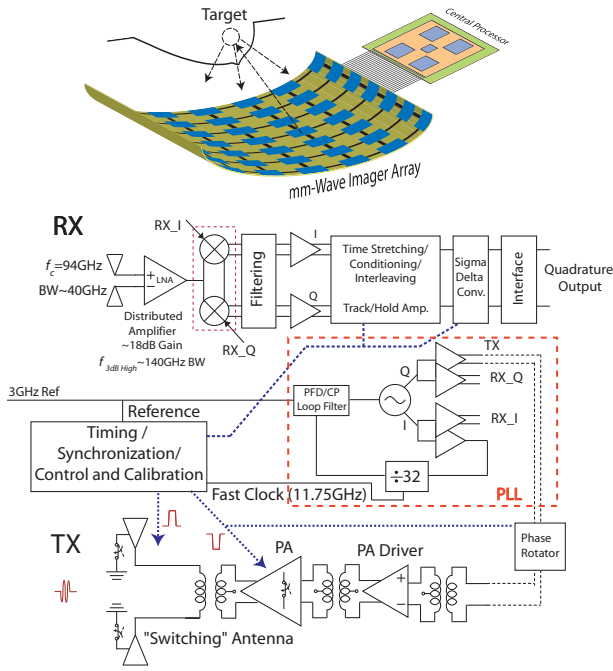 Target
Central Processor
mm-Wave Imager Array
RX
RX_I
f c=94GHz
BW~40GHz
+
−
LNA
Distributed
Amplifier
~18dB Gain
f 3dB High~140GHz BW
RX_Q
Filtering
I
Q
Time Stretching/
Conditioning/
Interleaving
Track/Hold Amp.
Sigma
Delta
Conv.
Interface
Quadrature
Output
3GHz Ref
Reference
Timing /
Synchronization/
Control and Calibration
PFD/CP
Loop Filter
Q
I
TX
RX_Q
RX_I
÷32
PLL
Fast Clock (11.75GHz)
TX
PA
PA Driver
+
−
Phase
Rotator
"Switching" Antenna